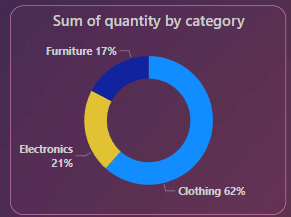 Sum of quantity by category
Furniture 17%
Electronics
21%
Clothing 62%